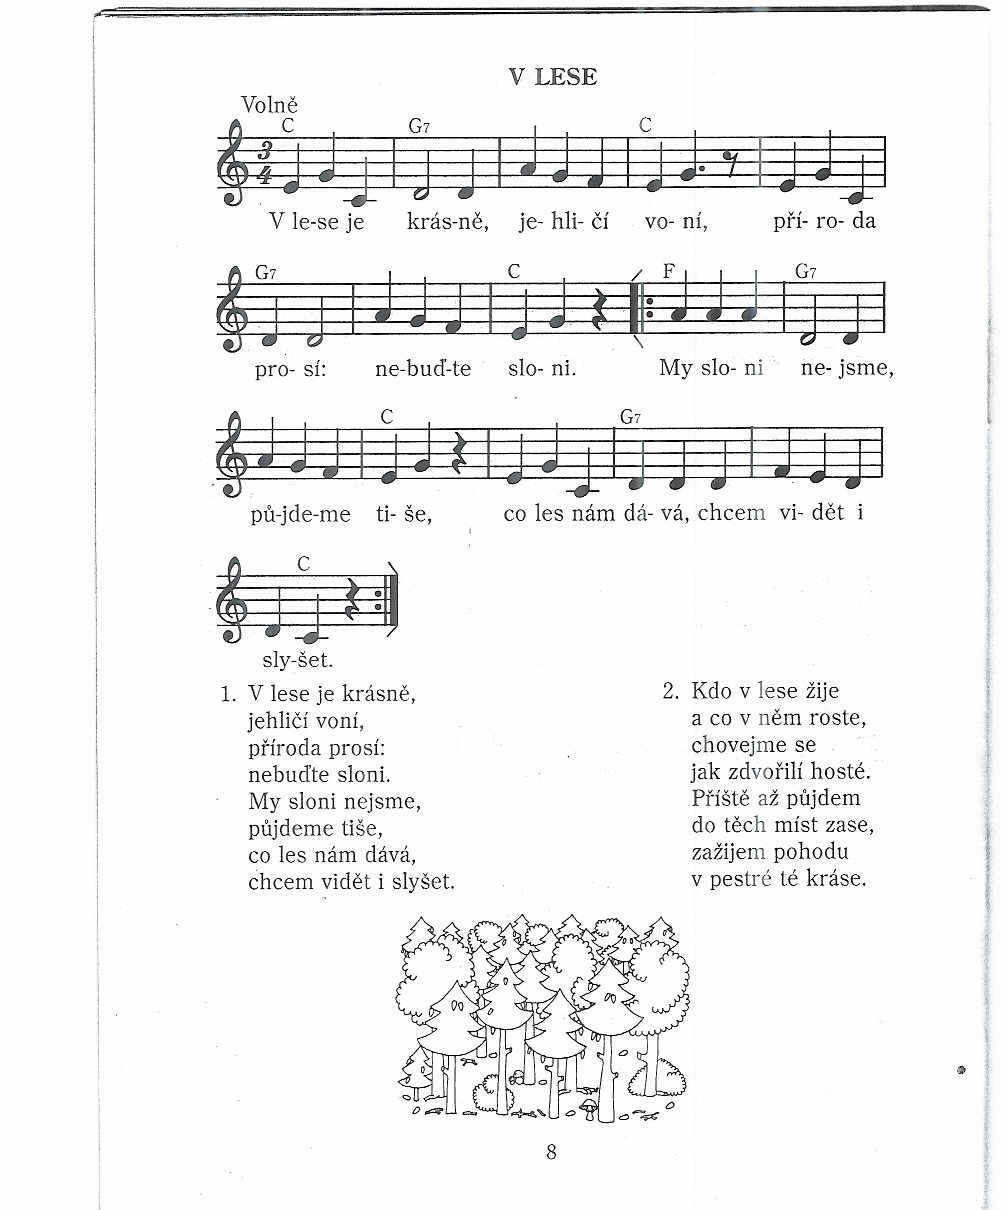 V LESE
Volně
C G7 C
3
4
V le-se je krás-ně, je- hli- čí vo- ní, pří- ro- da
G7 C F G7
pro- sí: ne-buď-te slo- ni. My slo- ni ne- jsme,
C G7
pů-jde-me ti- še, co les nám dá- vá, chcem vi- dět i
C
sly-šet.
1. V lese je krásně,
jehličí voní,
příroda prosí:
nebuďte sloni.
My sloni nejsme,
půjdeme tiše,
co les nám dává,
chcem vidět i slyšet.
2. Kdo v lese žije
a co v něm roste,
chovejme se
jak zdvořilí hosté.
Příště až půjdem
do těch míst zase,
zažijem pohodu
v pestré té kráse.
8